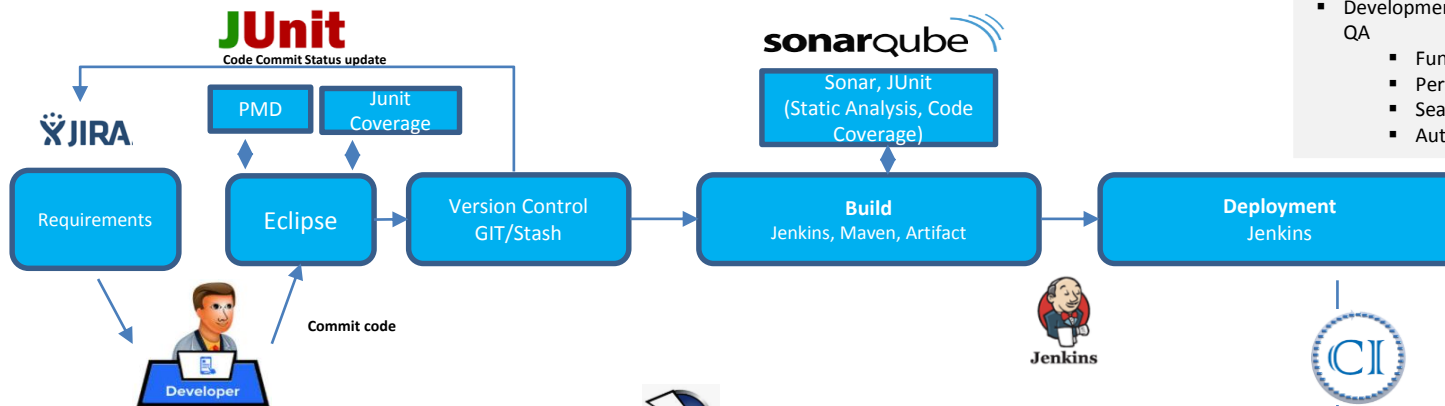 JUnit
Code Commit Status update
JIRA
PMD
Junit
Coverage
sonarqube
Sonar, JUnit
(Static Analysis, Code
Coverage)
QA
Requirements
Eclipse
Version Control
GIT/Stash
Build
Jenkins, Maven, Artifact
Deployment
Jenkins
Commit code
Developer
Jenkins
CI